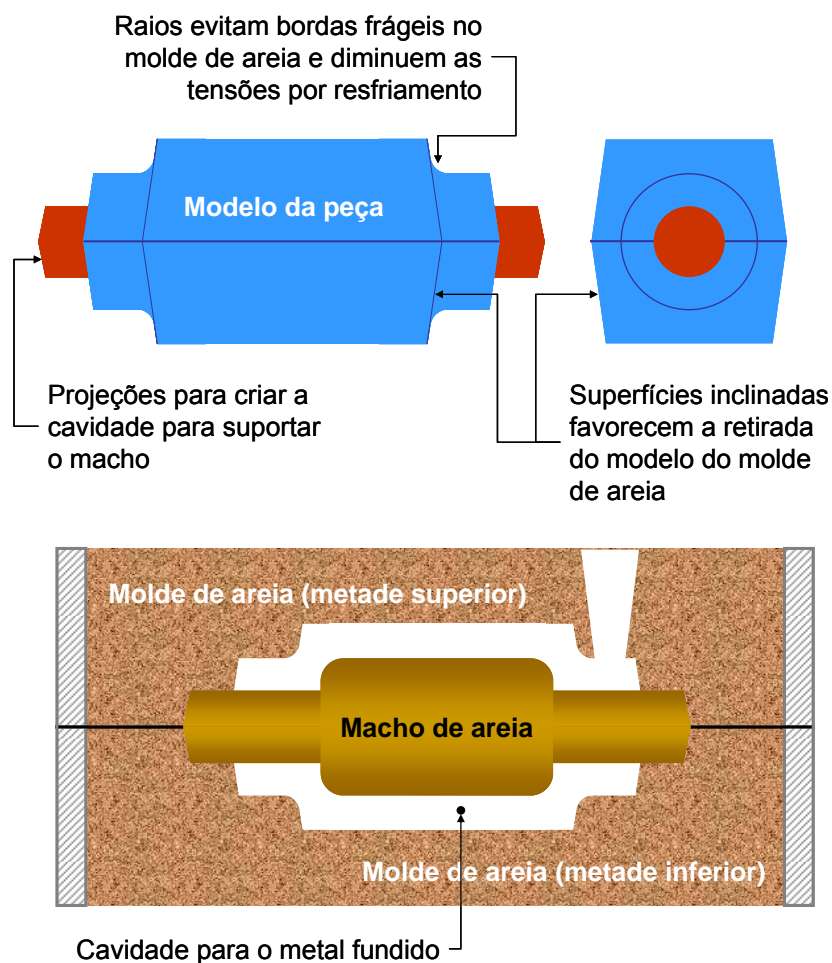 Raios evitam bordas frágeis no
molde de areia e diminuem as
tensões por resfriamento
Modelo da peça
Projeções para criar a
cavidade para suportar
o macho
Superfícies inclinadas
favorecem a retirada
do modelo do molde
de areia
Molde de areia (metade superior)
Macho de areia
Molde de areia (metade inferior)
Cavidade para o metal fundido